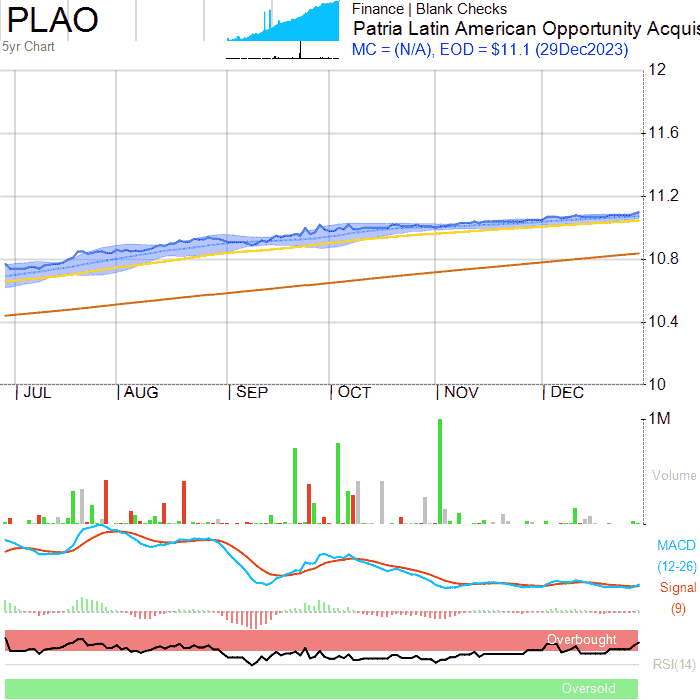 PLAO
5yr Chart
Finance | Blank Checks
Patria Latin American Opportunity Acquis
MC = (N/A), EOD = $11.1 (29Dec2023)
12
11.6
11.2
10.8
10.4
10
JUL AUG SEP OCT NOV DEC
1M
Volume
MACD
(12-26)
Signal
(9)
Overbought
RSI(14)
Oversold